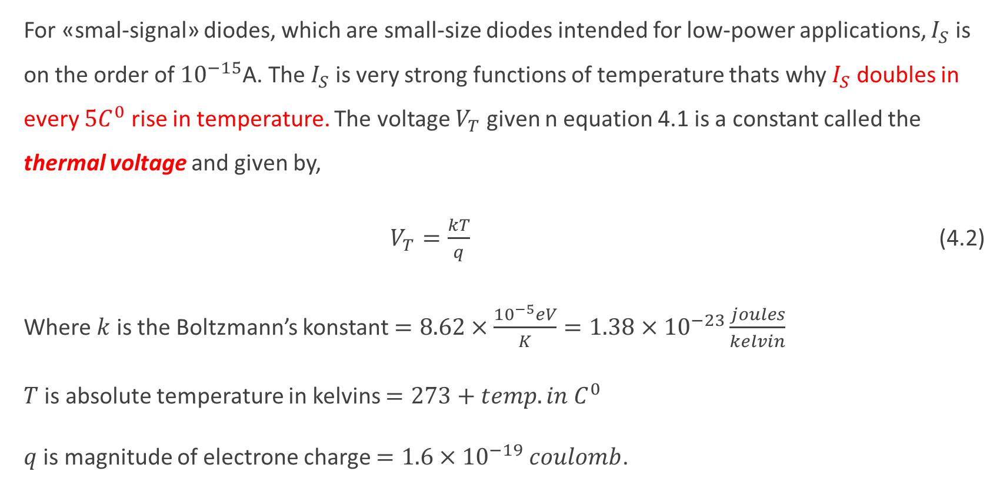 For «smal-signal» diodes, which are small-size diodes intended for low-power applications, I_S is
on the order of 10^{-15}A. The I_S is very strong functions of temperature thats why I_S doubles in
every 5C^0 rise in temperature. The voltage V_T given n equation 4.1 is a constant called the
thermal voltage and given by,
V_T = \frac{kT}{q} (4.2)
Where k is the Boltzmann’s konstant = 8.62 × \frac{10^{-5}eV}{K} = 1.38 × 10^{-23} \frac{joules}{kelvin}
T is absolute temperature in kelvins = 273 + temp. in C^0
q is magnitude of electrone charge = 1.6 × 10^{-19} coulomb.